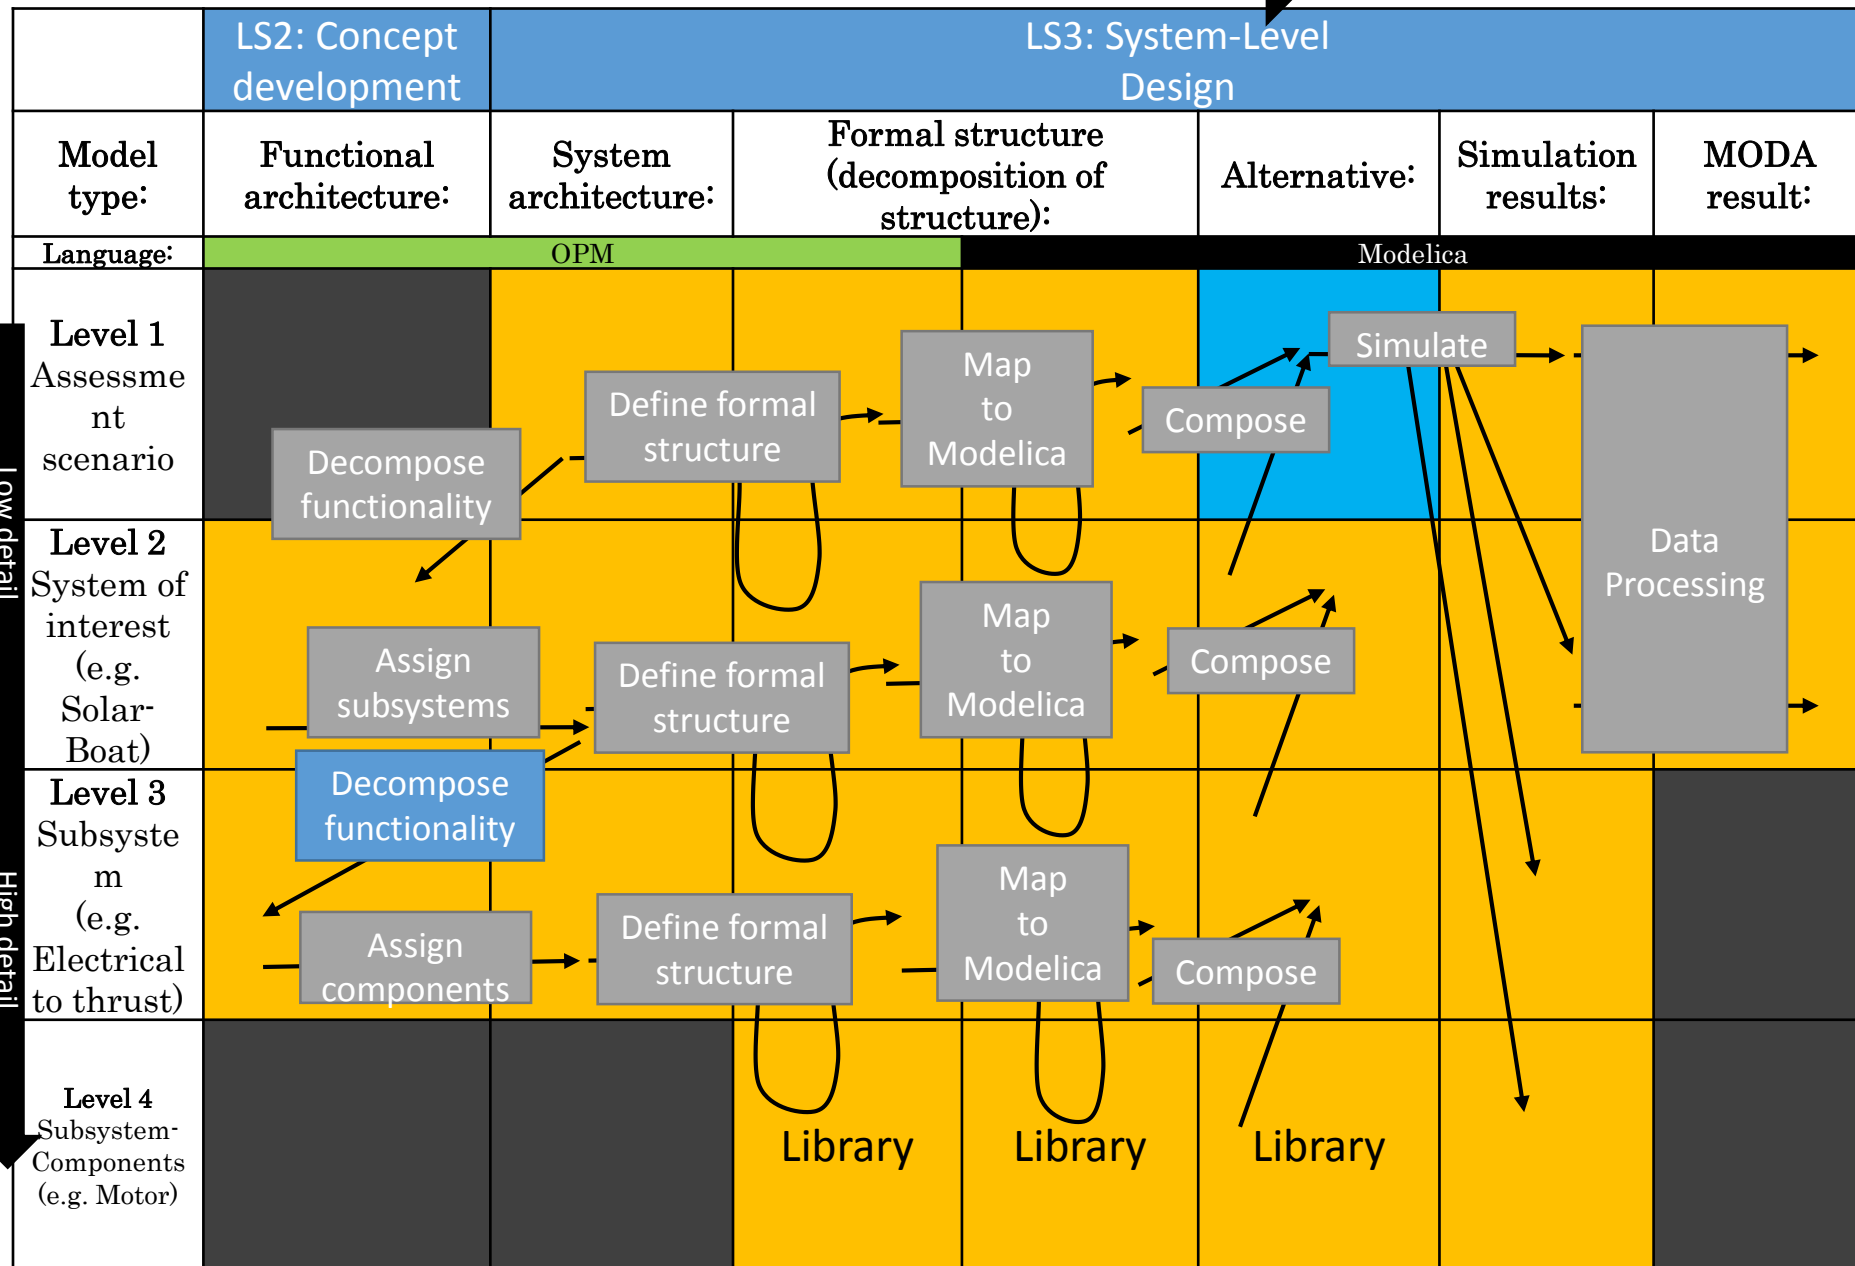 LS2: Concept
development
LS3: System-Level
Design
Model
type:
Functional
architecture:
System
architecture:
Formal structure
(decomposition of
structure):
Alternative:
Simulation
results:
MODA
result:
Language:
OPM
Modelica
Level 1
Assessme
nt
scenario
Decompose
functionality
Define formal
structure
Map
to
Modelica
Compose
Simulate
Data
Processing
Low detail
Level 2
System of
interest
(e.g.
Solar-
Boat)
Assign
subsystems
Define formal
structure
Map
to
Modelica
Compose
Decompose
functionality
High detail
Level 3
Subsyste
m
(e.g.
Electrical
to thrust)
Assign
components
Define formal
structure
Map
to
Modelica
Compose
Level 4
Subsystem-
Components
(e.g. Motor)
Library
Library
Library